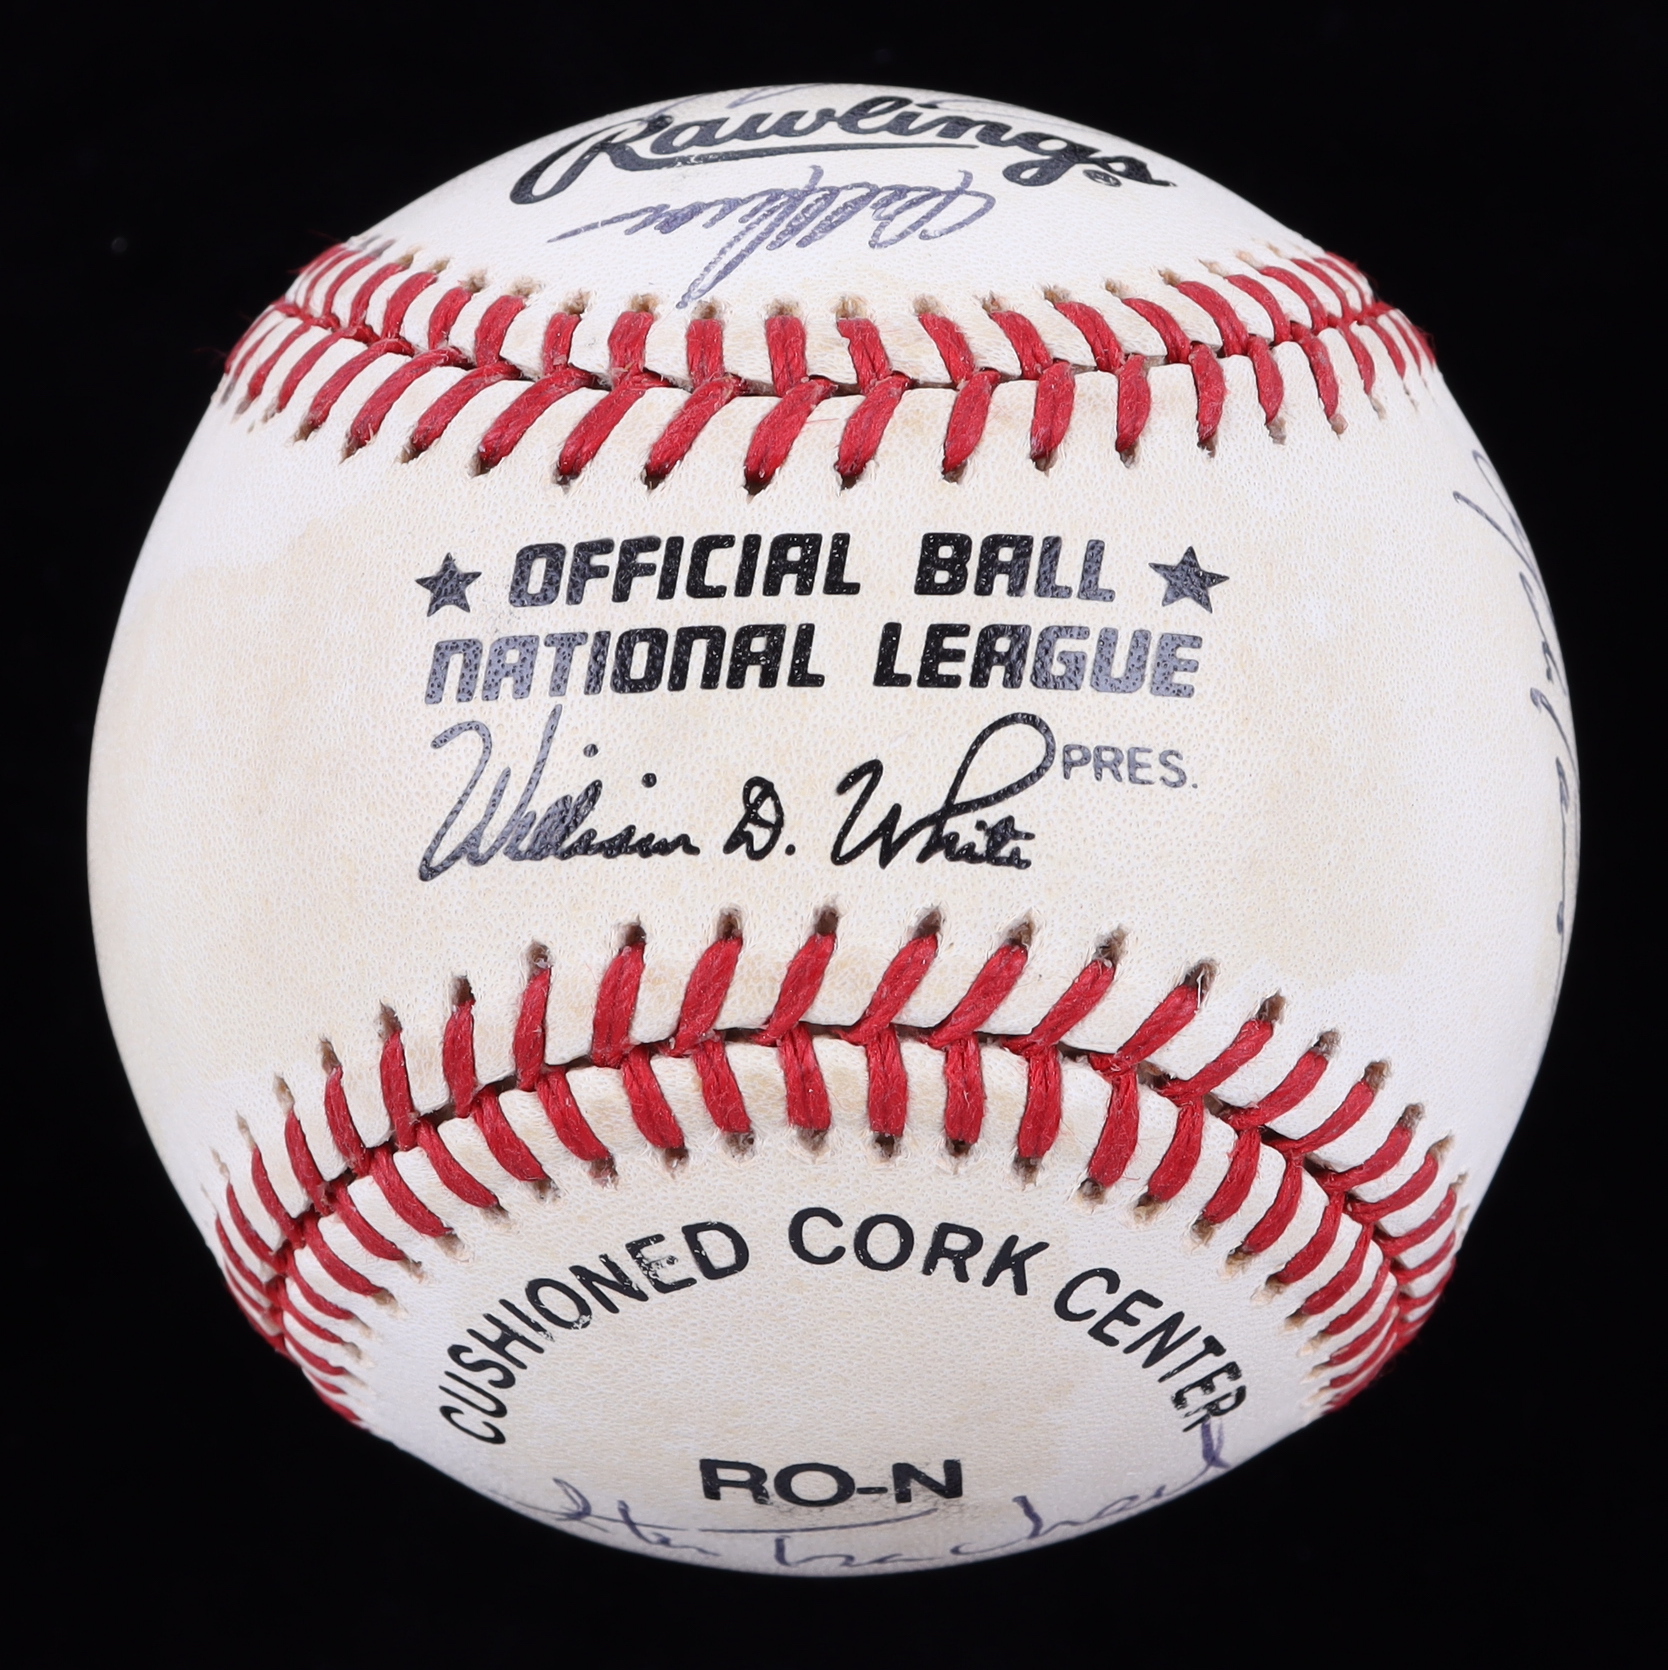 Rawlings
★ OFFICIAL BALL ★
NATIONAL LEAGUE
William D. White PRES.
CUSHIONED CORK CENTER
RO-N